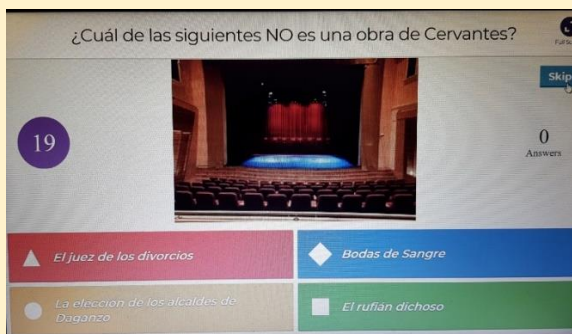 ¿Cuál de las siguientes NO es una obra de Cervantes?
Skip
19
0
Answers
El juez de los divorcios
Bodas de Sangre
La elección de los alcaldes de
Daganzo
El rufián dichoso